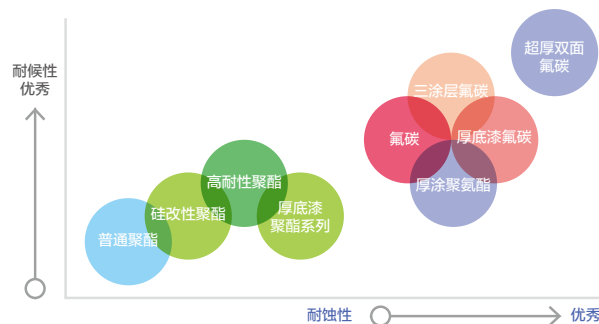 耐候性
优秀
超厚双面
氟碳
三涂层氟碳
氟碳
厚底漆氟碳
厚涂聚氨酯
高耐性聚酯
硅改性聚酯
厚底漆
聚酯系列
普通聚酯
耐蚀性
优秀